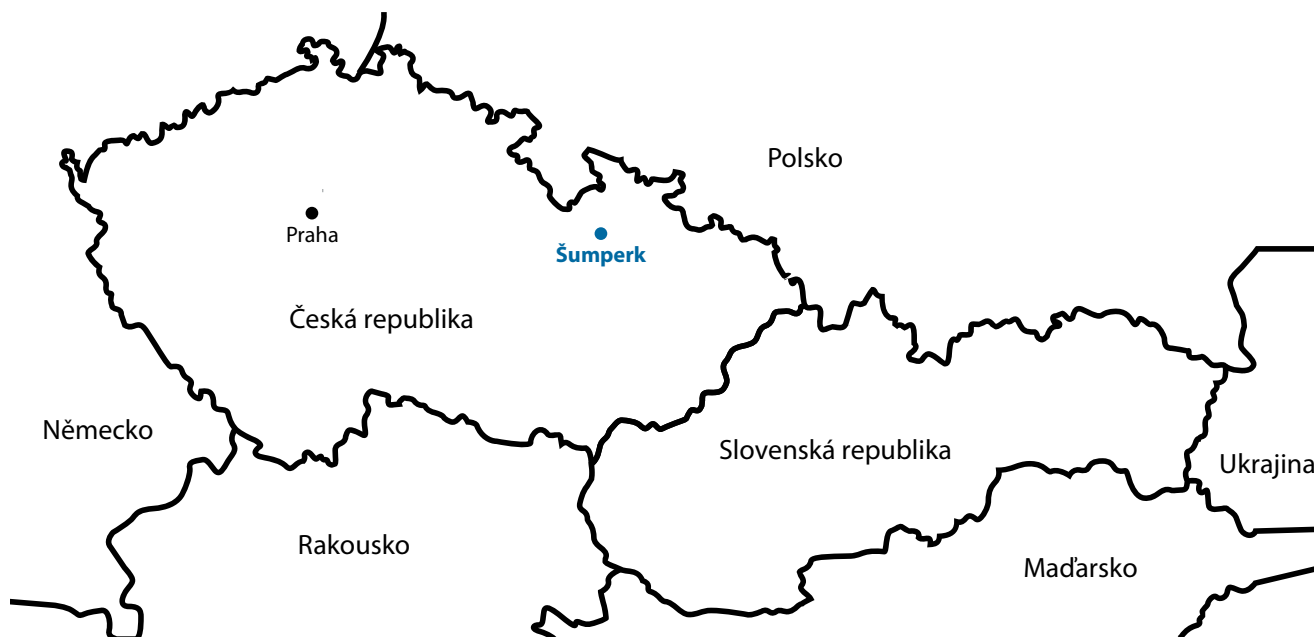 Polsko
Praha
Šumperk
Česká republika
Německo
Slovenská republika
Ukrajina
Rakousko
Maďarsko